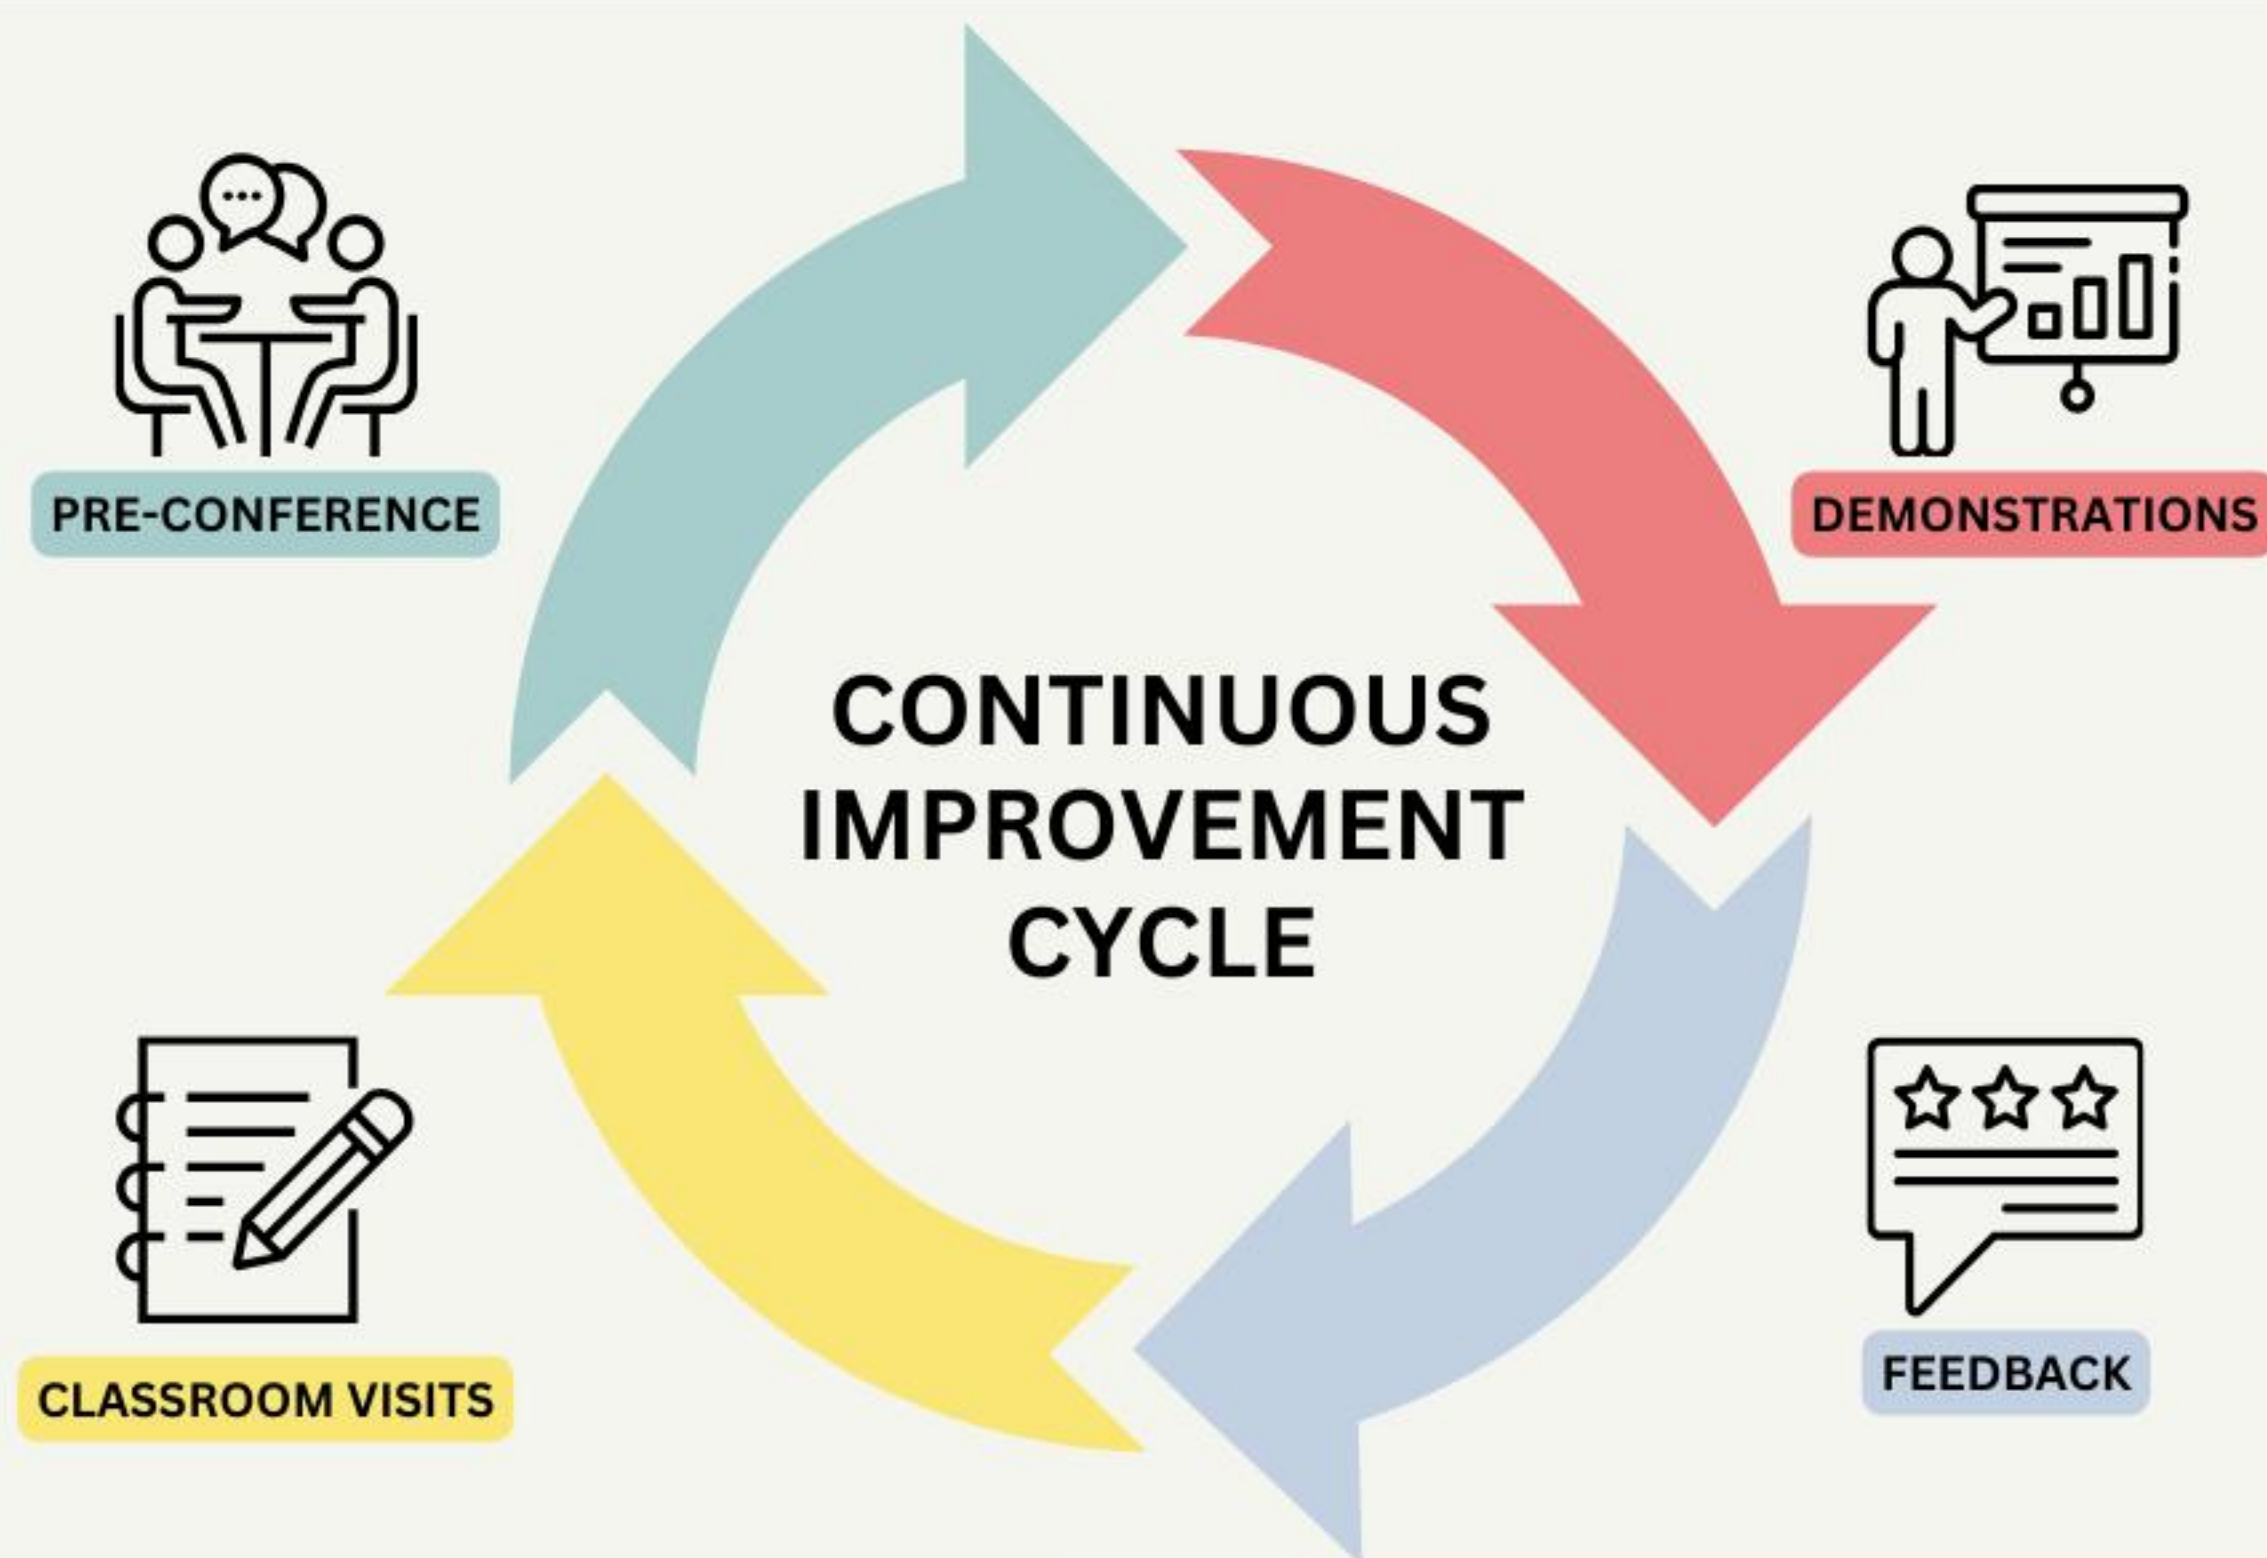 PRE-CONFERENCE
DEMONSTRATIONS
CONTINUOUS
IMPROVEMENT
CYCLE
CLASSROOM VISITS
FEEDBACK